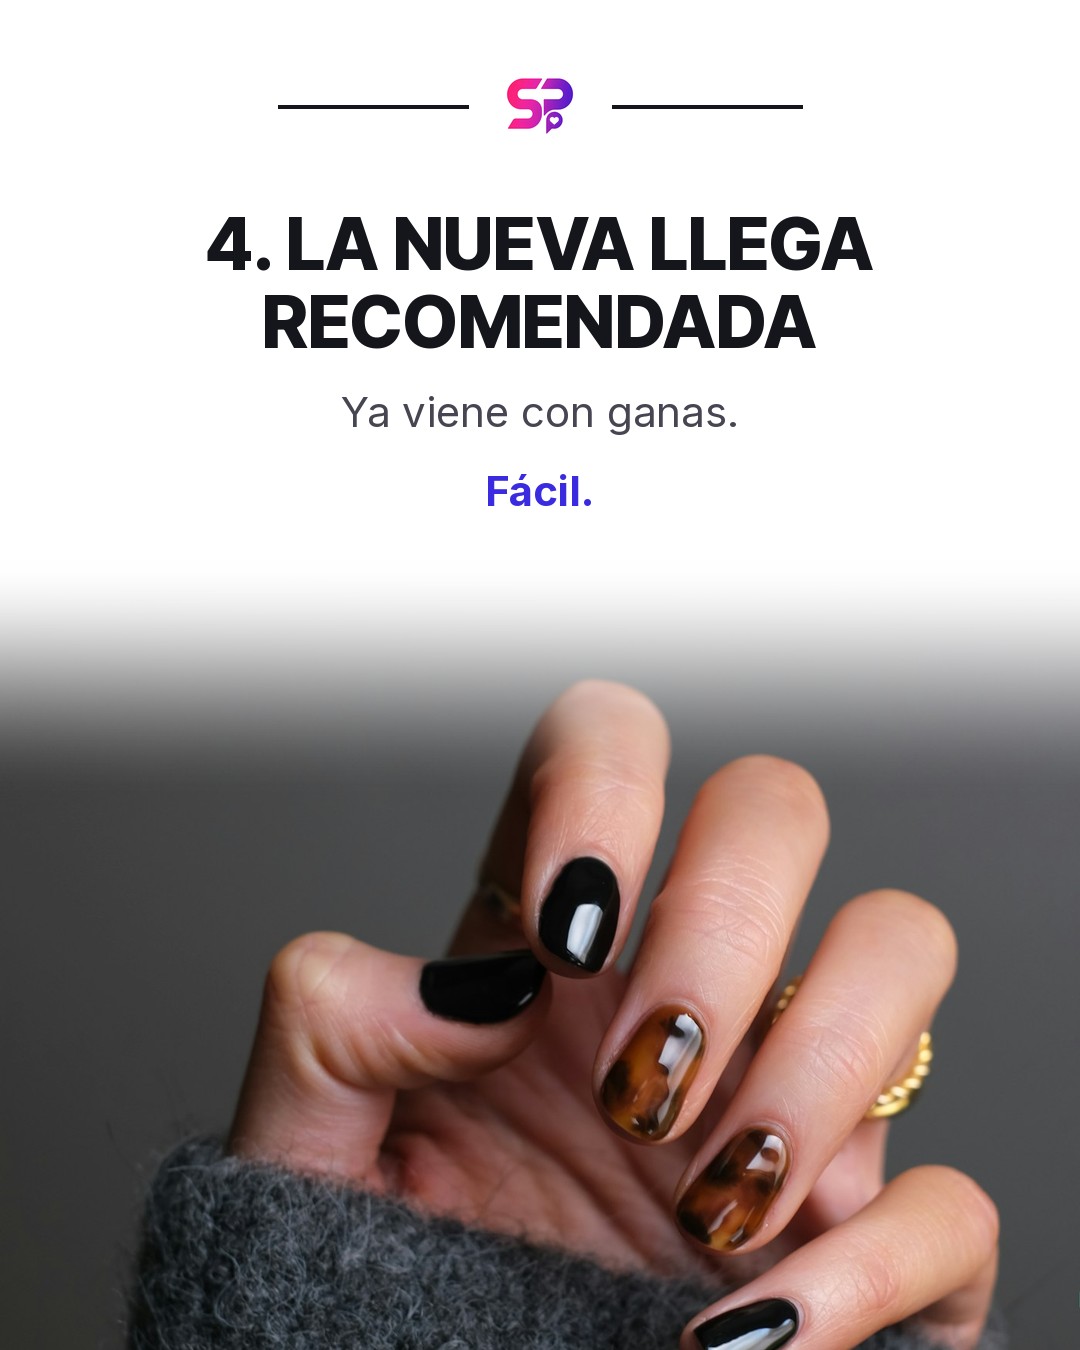 SP
4. LA NUEVA LLEGA
RECOMENDADA
Ya viene con ganas.
Fácil.